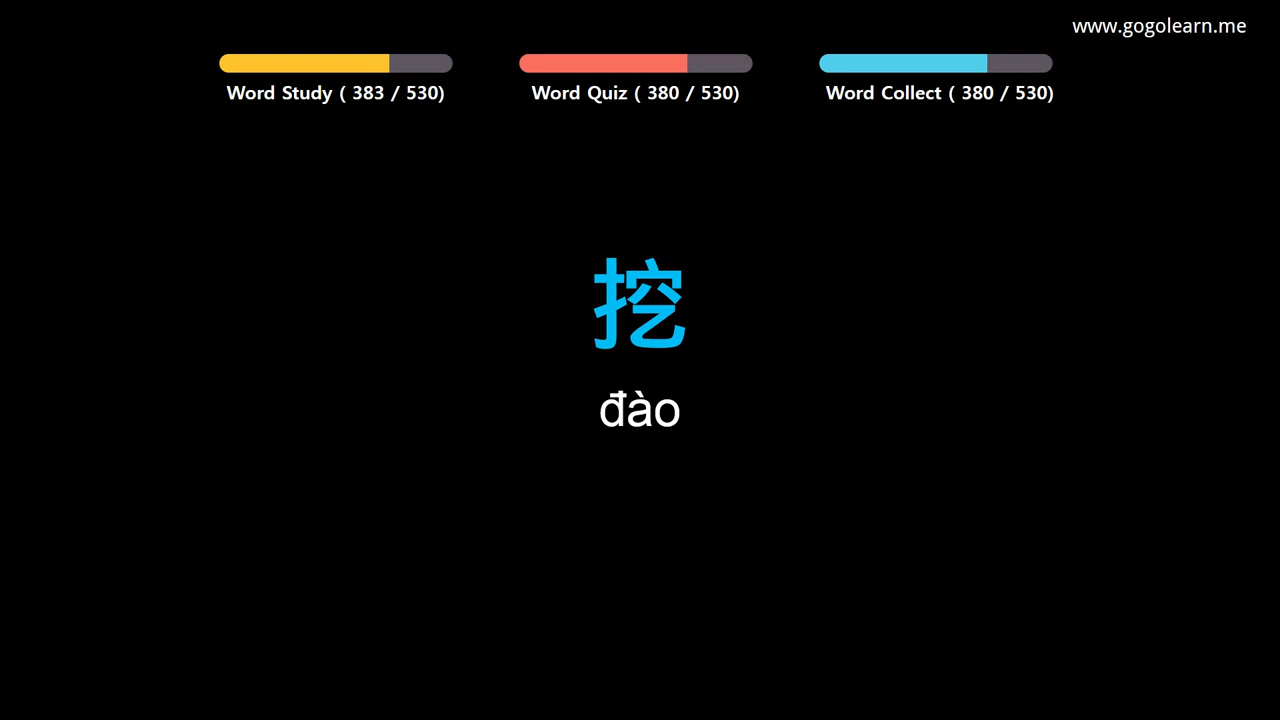 www.gogolearn.me
Word Study ( 383 / 530)
Word Quiz ( 380 / 530)
Word Collect ( 380 / 530)
挖
đào